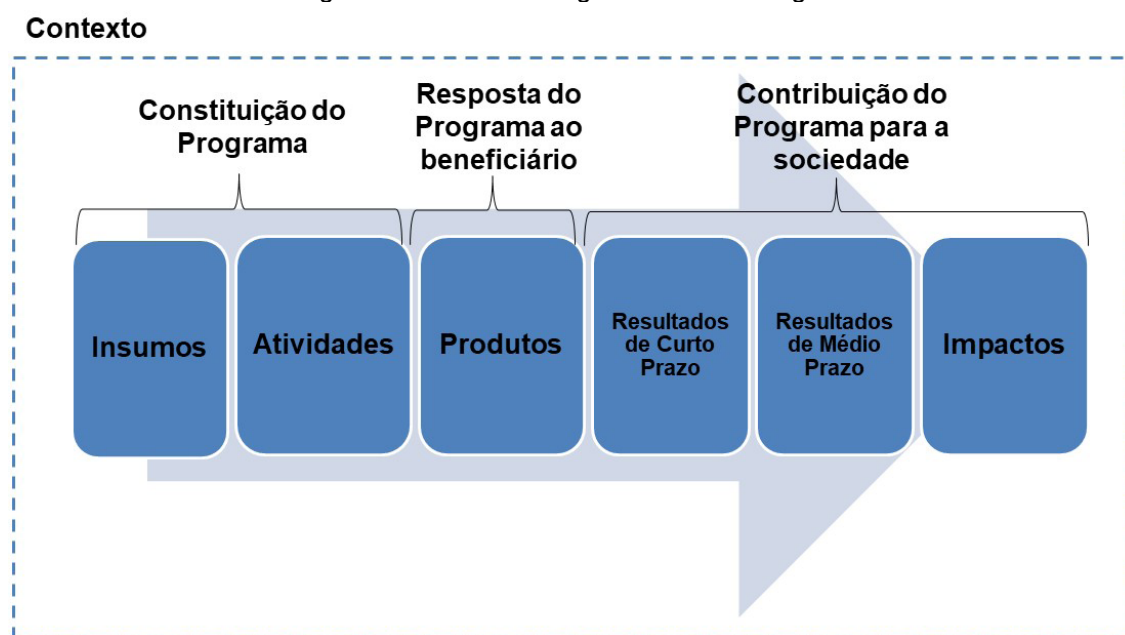 Contexto
Constituição do
Programa
Resposta do
Programa ao
beneficiário
Contribuição do
Programa para a
sociedade
Insumos
Atividades
Produtos
Resultados
de Curto
Prazo
Resultados
de Médio
Prazo
Impactos